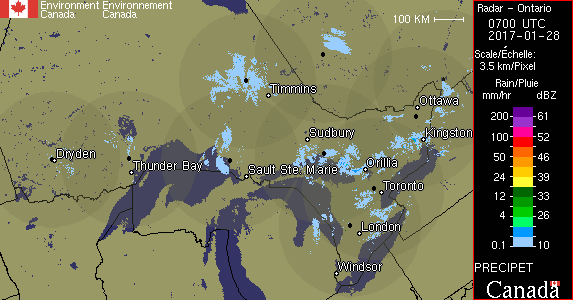 Environment Environnement
Canada Canada
100 KM
Timmins
Ottawa
Sudbury
Kingston
Dryden
Thunder Bay
Sault Ste. Marie
Orillia
Toronto
London
Windsor
Radar - Ontario
0700 UTC
2017-01-28
Scale/Échelle:
3.5 km/Pixel
Rain/Pluie
mm/hr dBZ
200 61
100 52
50 46
24 39
12 33
4 26
0.1 10
PRECIPET
Canada